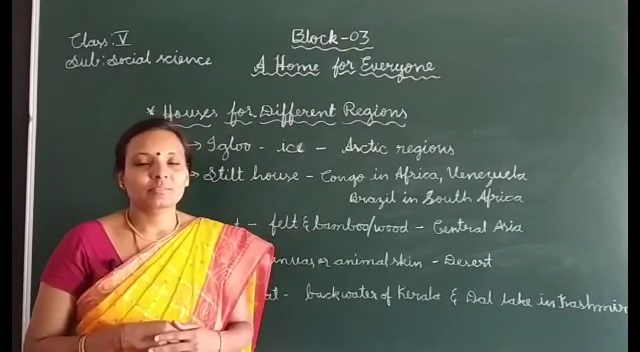 Class: V
Block-03
Sub: Social science
A Home for Everyone
* Houses for Different Regions
→ Igloo - ice - Arctic regions
→ Stilt house - Congo in Africa, Venezuela
Brazil in South Africa
- felt & bamboo/wood - Central Asia
or animal skin - Desert
- backwater of Kerala & Dal lake in Kashmir